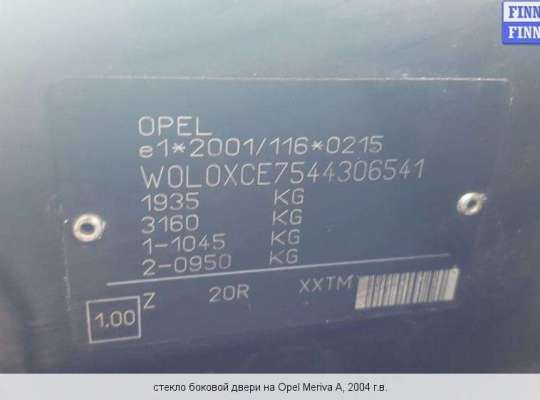 FINN
FINN
OPEL
e1*2001/116*0215
W0L0XCE7544306541
1935 KG
3160 KG
1-1045 KG
2-0950 KG
1.00 Z 20R XXTM
стекло боковой двери на Opel Meriva A, 2004 г.в.